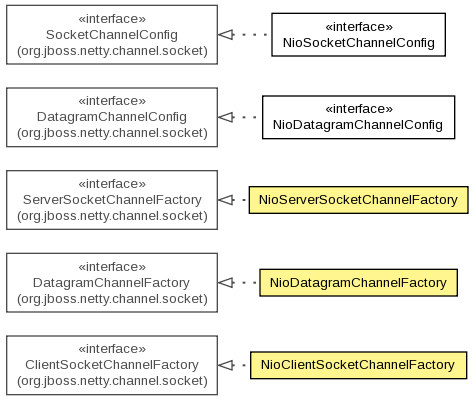 «interface»
SocketChannelConfig
(org.jboss.netty.channel.socket)
«interface»
NioSocketChannelConfig
«interface»
DatagramChannelConfig
(org.jboss.netty.channel.socket)
«interface»
NioDatagramChannelConfig
«interface»
ServerSocketChannelFactory
(org.jboss.netty.channel.socket)
NioServerSocketChannelFactory
«interface»
DatagramChannelFactory
(org.jboss.netty.channel.socket)
NioDatagramChannelFactory
«interface»
ClientSocketChannelFactory
(org.jboss.netty.channel.socket)
NioClientSocketChannelFactory